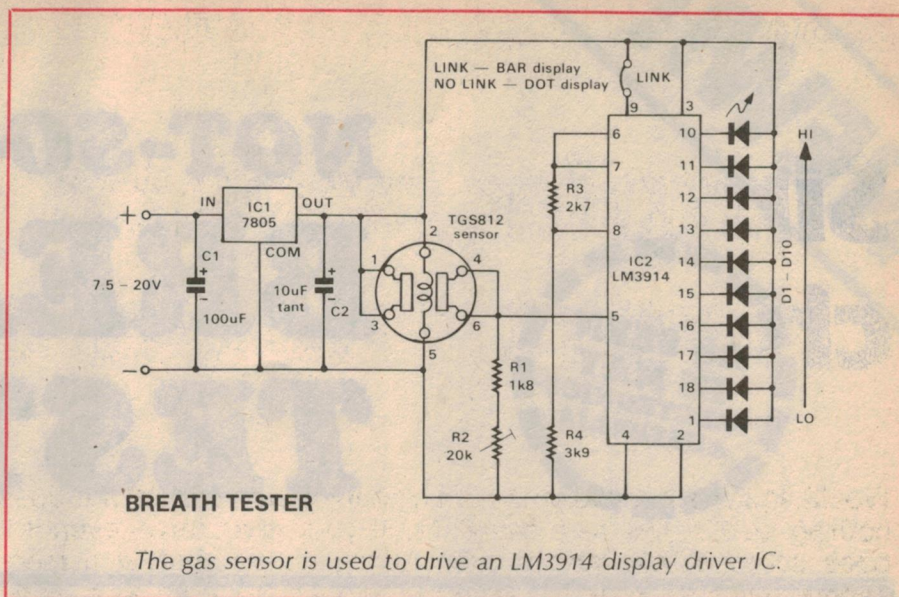 LINK — BAR display
NO LINK — DOT display
LINK
9
3
6
7
8
5
4
2
IC2
LM3914
10
11
12
13
14
15
16
17
18
1
HI
D1 - D10
LO
R3
2k7
R4
3k9
+
IN
IC1
7805
OUT
COM
C1
+
-
100uF
7.5 - 20V
-
10uF
tant
+
-
C2
TGS812
sensor
1
2
3
4
5
6
R1
1k8
R2
20k
BREATH TESTER
The gas sensor is used to drive an LM3914 display driver IC.